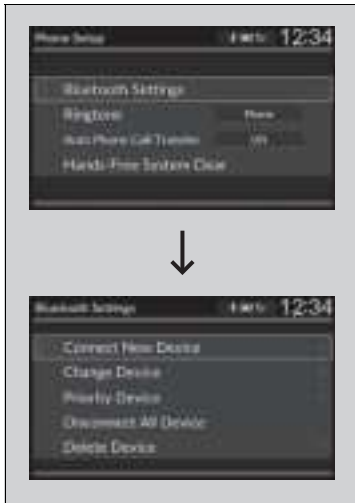 Phone Setup 12:34
Bluetooth Settings
Ringtone Phone
Auto Phone Call Transfer
Hands-Free System Clear
Bluetooth Settings 12:34
Connect New Device
Change Device
Priority Device
Disconnect All Device
Delete Device